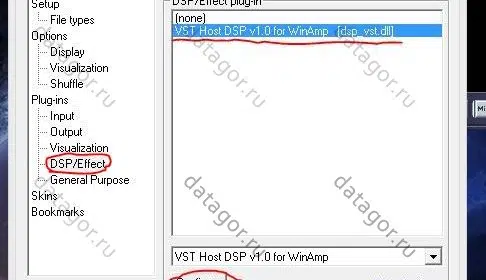 Setup
File types
Options
Display
Visualization
Shuffle
Plug-ins
Input
Output
Visualization
DSP/Effect
General Purpose
Skins
Bookmarks
DSP/Effect plug-in
(none)
VST Host DSP v1.0 for WinAmp [dsp_vst.dll]
VST Host DSP v1.0 for WinAmp
datagor.ru
datagor.ru
datagor.ru
datagor.ru
datagor.ru
datagor.ru